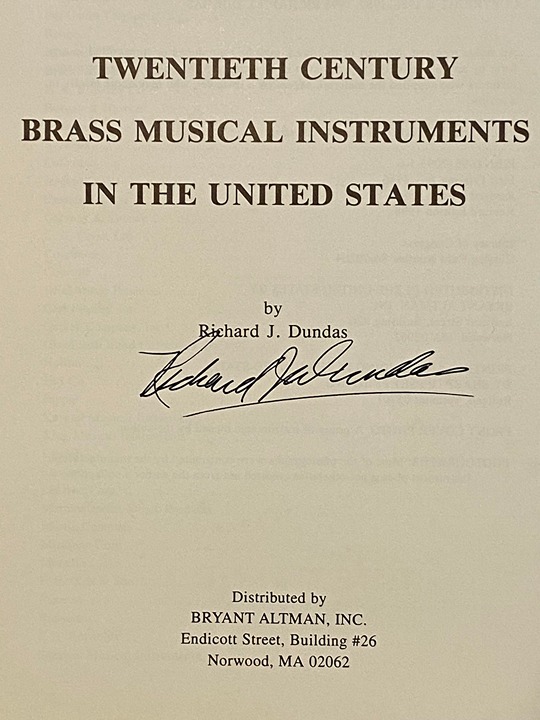 TWENTIETH CENTURY
BRASS MUSICAL INSTRUMENTS
IN THE UNITED STATES
by
Richard J. Dundas
Richard J. Dundas
Distributed by
BRYANT ALTMAN, INC.
Endicott Street, Building #26
Norwood, MA 02062